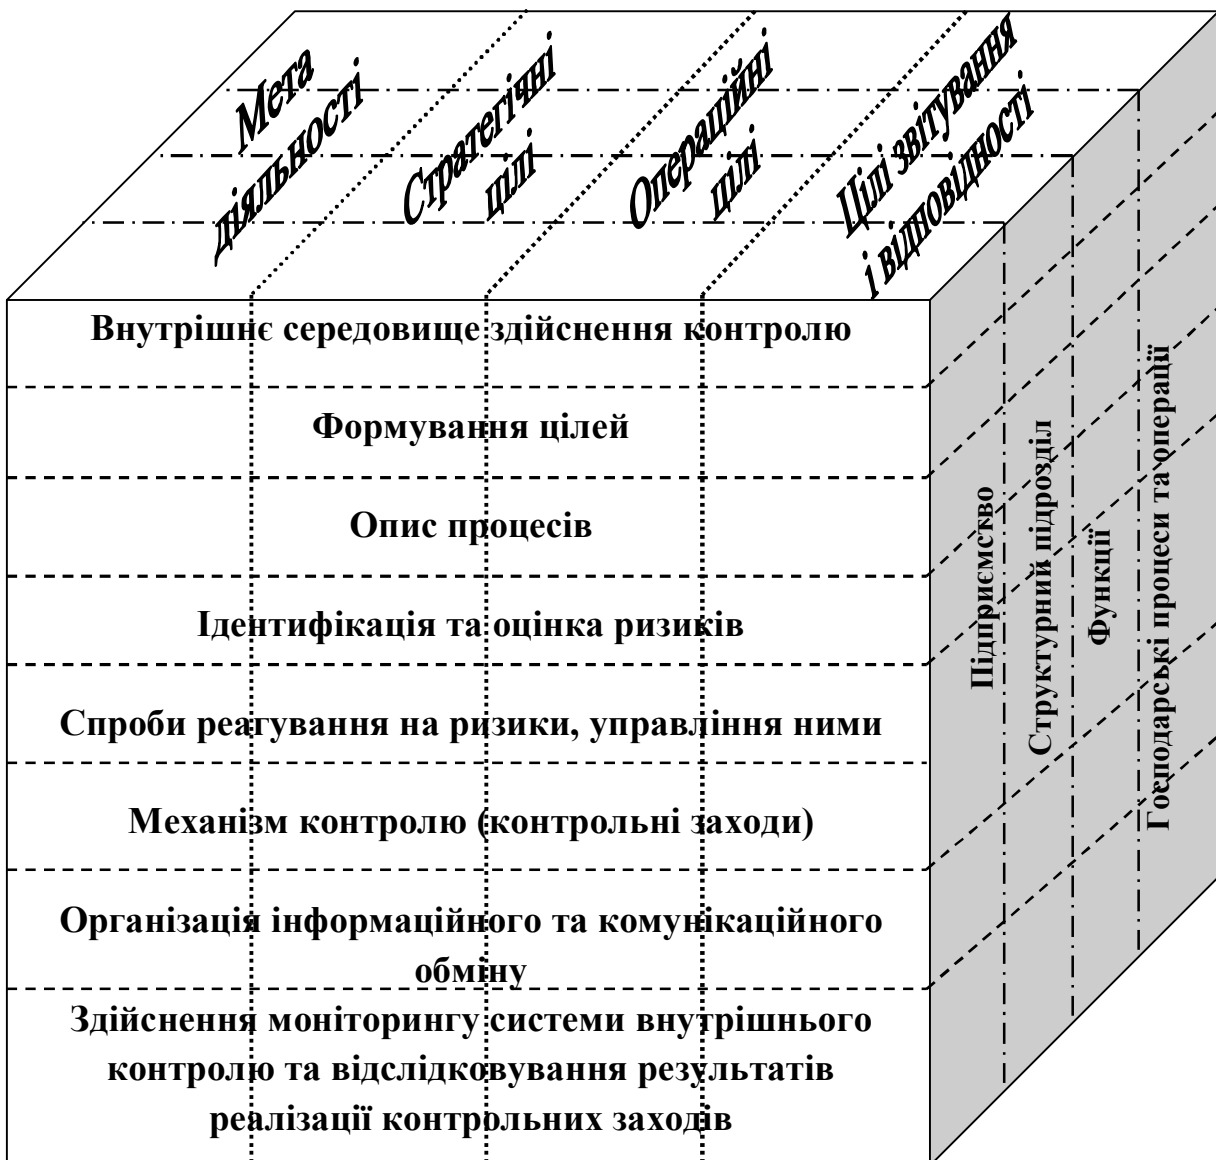 Мета
діяльності
Стратегічні
цілі
Операційні
цілі
Цілі звітування
і відповідності
Внутрішнє середовище здійснення контролю
Формування цілей
Опис процесів
Ідентифікація та оцінка ризиків
Спроби реагування на ризики, управління ними
Механізм контролю (контрольні заходи)
Організація інформаційного та комунікаційного
обміну
Здійснення моніторингу системи внутрішнього
контролю та відслідковування результатів
реалізації контрольних заходів
Підприємство
Структурний підрозділ
Функції
Господарські процеси та операції